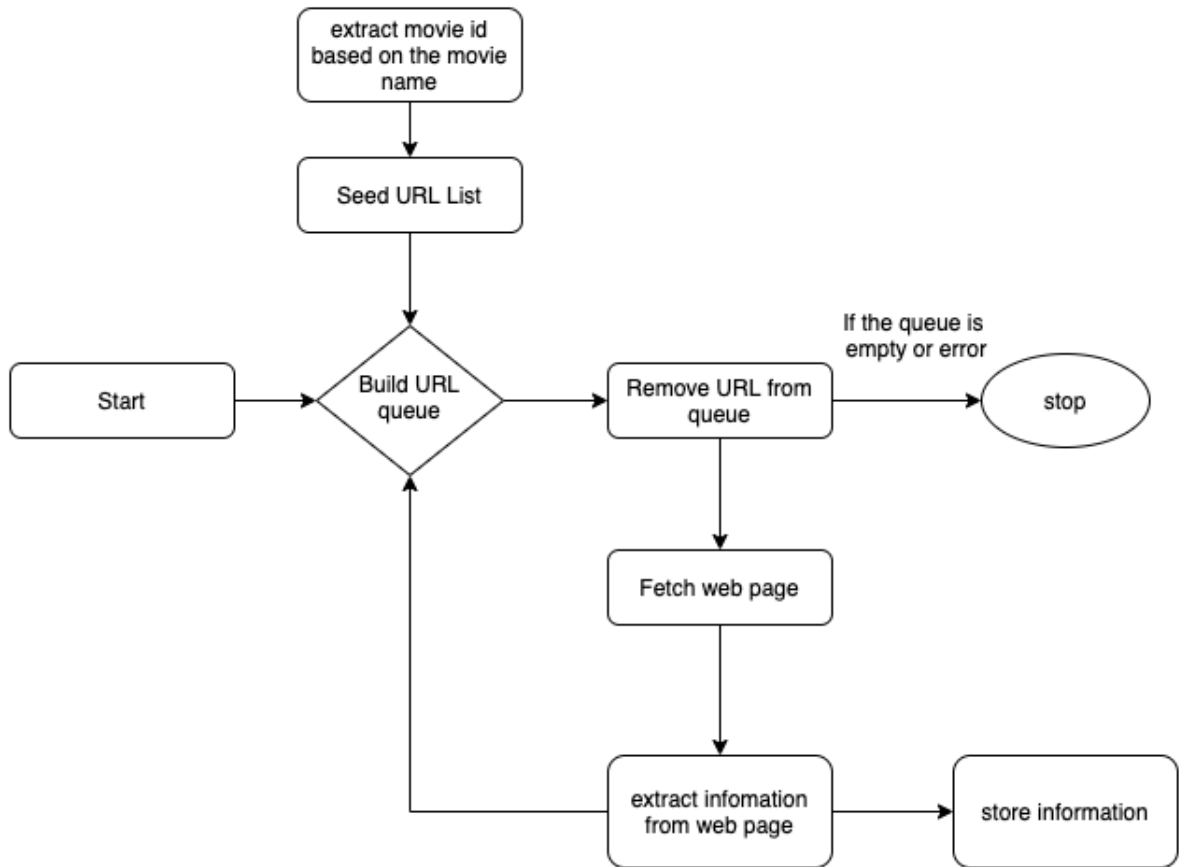 extract movie id
based on the movie
name
Seed URL List
If the queue is
empty or error
Start
Build URL
queue
Remove URL from
queue
stop
Fetch web page
extract infomation
from web page
store information